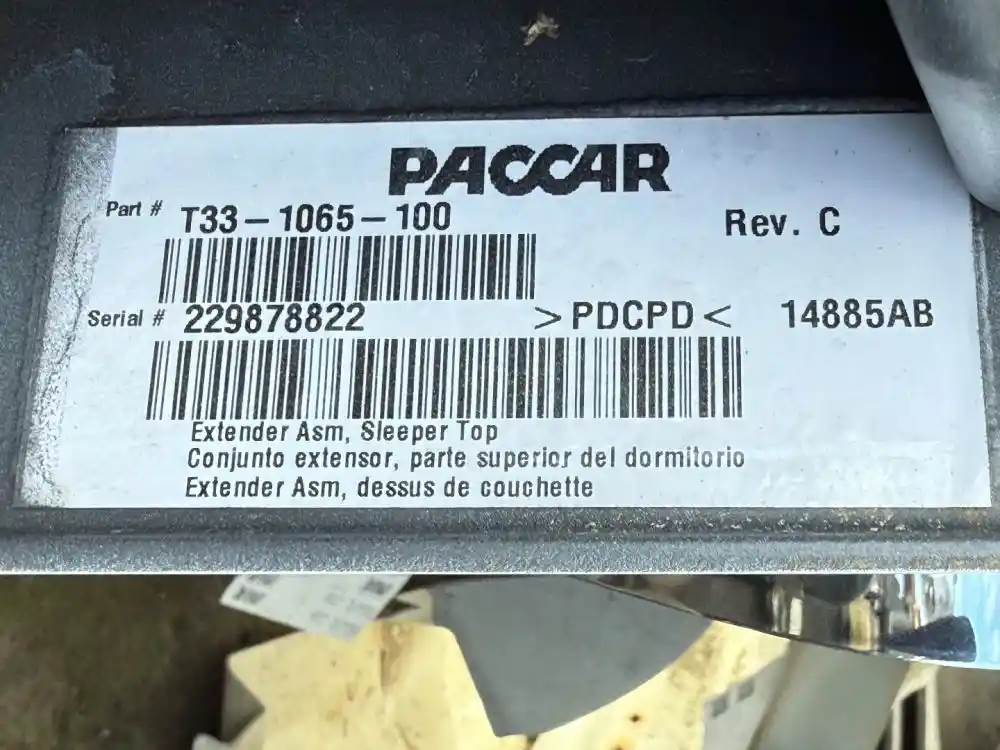 PACCAR
Part # T33-1065-100 Rev. C
Serial # 229878822 >PDCPD< 14885AB
Extender Asm, Sleeper Top
Conjunto extensor, parte superior del dormitorio
Extender Asm, dessus de couchette